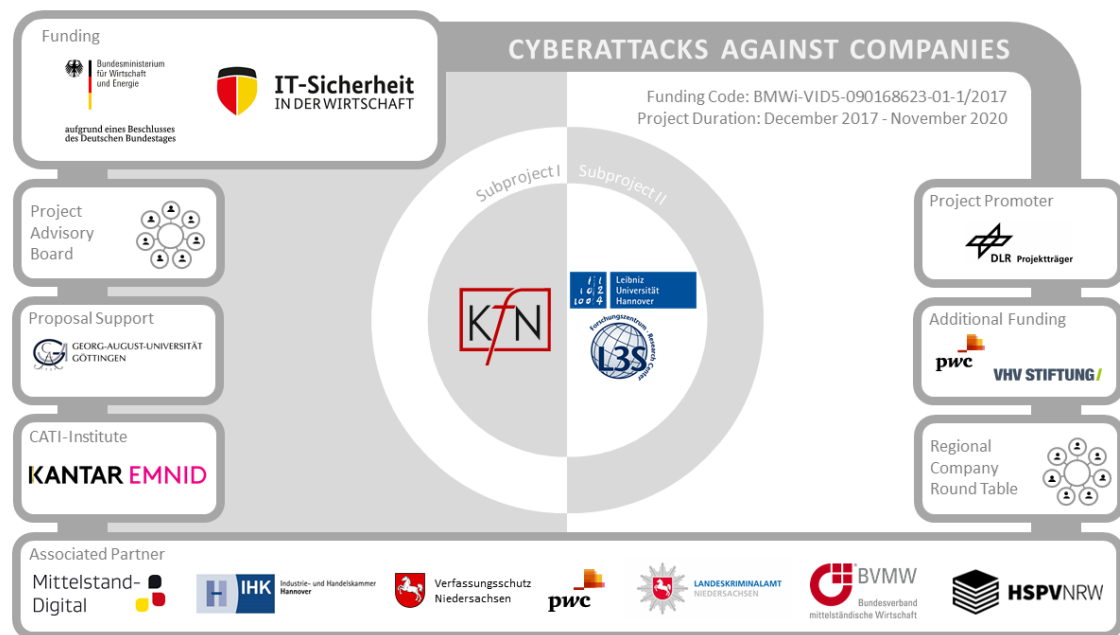 Funding
Bundesministerium
für Wirtschaft
und Energie
aufgrund eines Beschlusses
des Deutschen Bundestages
IT-Sicherheit
IN DER WIRTSCHAFT
CYBERATTACKS AGAINST COMPANIES
Funding Code: BMWi-VID5-090168623-01-1/2017
Project Duration: December 2017 - November 2020
Subproject I
Subproject II
Project
Advisory
Board
Project Promoter
DLR Projektträger
KfN
Leibniz
Universität
Hannover
Forschungszentrum · Research Center
L3S
Proposal Support
GEORG-AUGUST-UNIVERSITÄT
GÖTTINGEN
Additional Funding
pwc
VHV STIFTUNG/
CATI-Institute
KANTAR EMNID
Regional
Company
Round Table
Associated Partner
Mittelstand-
Digital
H IHK
Industrie- und Handelskammer
Hannover
Verfassungsschutz
Niedersachsen
pwc
LANDESKRIMINALAMT
NIEDERSACHSEN
BVMW
Bundesverband
mittelständische Wirtschaft
HSPVNRW